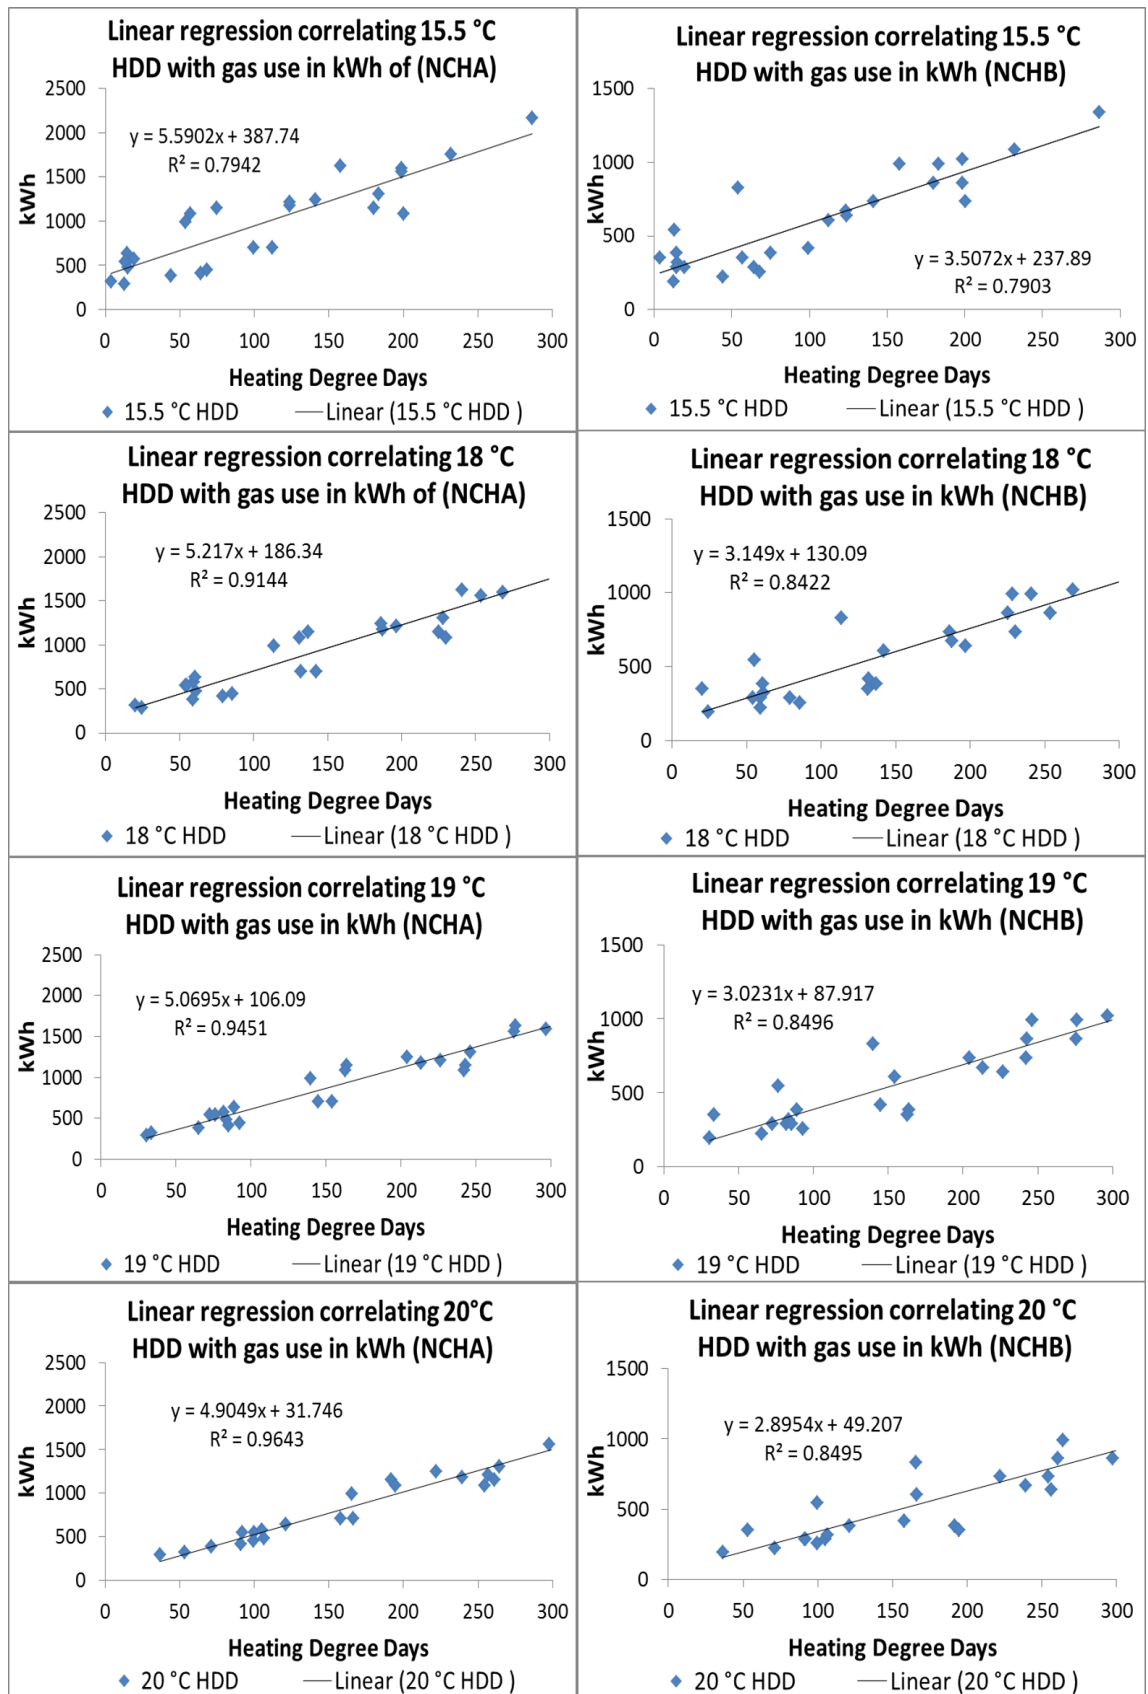 Linear regression correlating 15.5 °C
HDD with gas use in kWh of (NCHA)
2500
2000
1500
1000
500
0
kWh
y = 5.5902x + 387.74
R² = 0.7942
0 50 100 150 200 250 300
Heating Degree Days
15.5 °C HDD Linear (15.5 °C HDD )
Linear regression correlating 15.5 °C
HDD with gas use in kWh (NCHB)
1500
1000
500
0
kWh
y = 3.5072x + 237.89
R² = 0.7903
0 50 100 150 200 250 300
Heating Degree Days
15.5 °C HDD Linear (15.5 °C HDD )
Linear regression correlating 18 °C
HDD with gas use in kWh of (NCHA)
2500
2000
1500
1000
500
0
kWh
y = 5.217x + 186.34
R² = 0.9144
0 50 100 150 200 250 300
Heating Degree Days
18 °C HDD Linear (18 °C HDD )
Linear regression correlating 18 °C
HDD with gas use in kWh (NCHB)
1500
1000
500
0
kWh
y = 3.149x + 130.09
R² = 0.8422
0 50 100 150 200 250 300
Heating Degree Days
18 °C HDD Linear (18 °C HDD )
Linear regression correlating 19 °C
HDD with gas use in kWh (NCHA)
2500
2000
1500
1000
500
0
kWh
y = 5.0695x + 106.09
R² = 0.9451
0 50 100 150 200 250 300
Heating Degree Days
19 °C HDD Linear (19 °C HDD )
Linear regression correlating 19 °C
HDD with gas use in kWh (NCHB)
1500
1000
500
0
kWh
y = 3.0231x + 87.917
R² = 0.8496
0 50 100 150 200 250 300
Heating Degree Days
19 °C HDD Linear (19 °C HDD )
Linear regression correlating 20°C
HDD with gas use in kWh (NCHA)
2500
2000
1500
1000
500
0
kWh
y = 4.9049x + 31.746
R² = 0.9643
0 50 100 150 200 250 300
Heating Degree Days
20 °C HDD Linear (20 °C HDD )
Linear regression correlating 20 °C
HDD with gas use in kWh (NCHB)
1500
1000
500
0
kWh
y = 2.8954x + 49.207
R² = 0.8495
0 50 100 150 200 250 300
Heating Degree Days
20 °C HDD Linear (20 °C HDD )